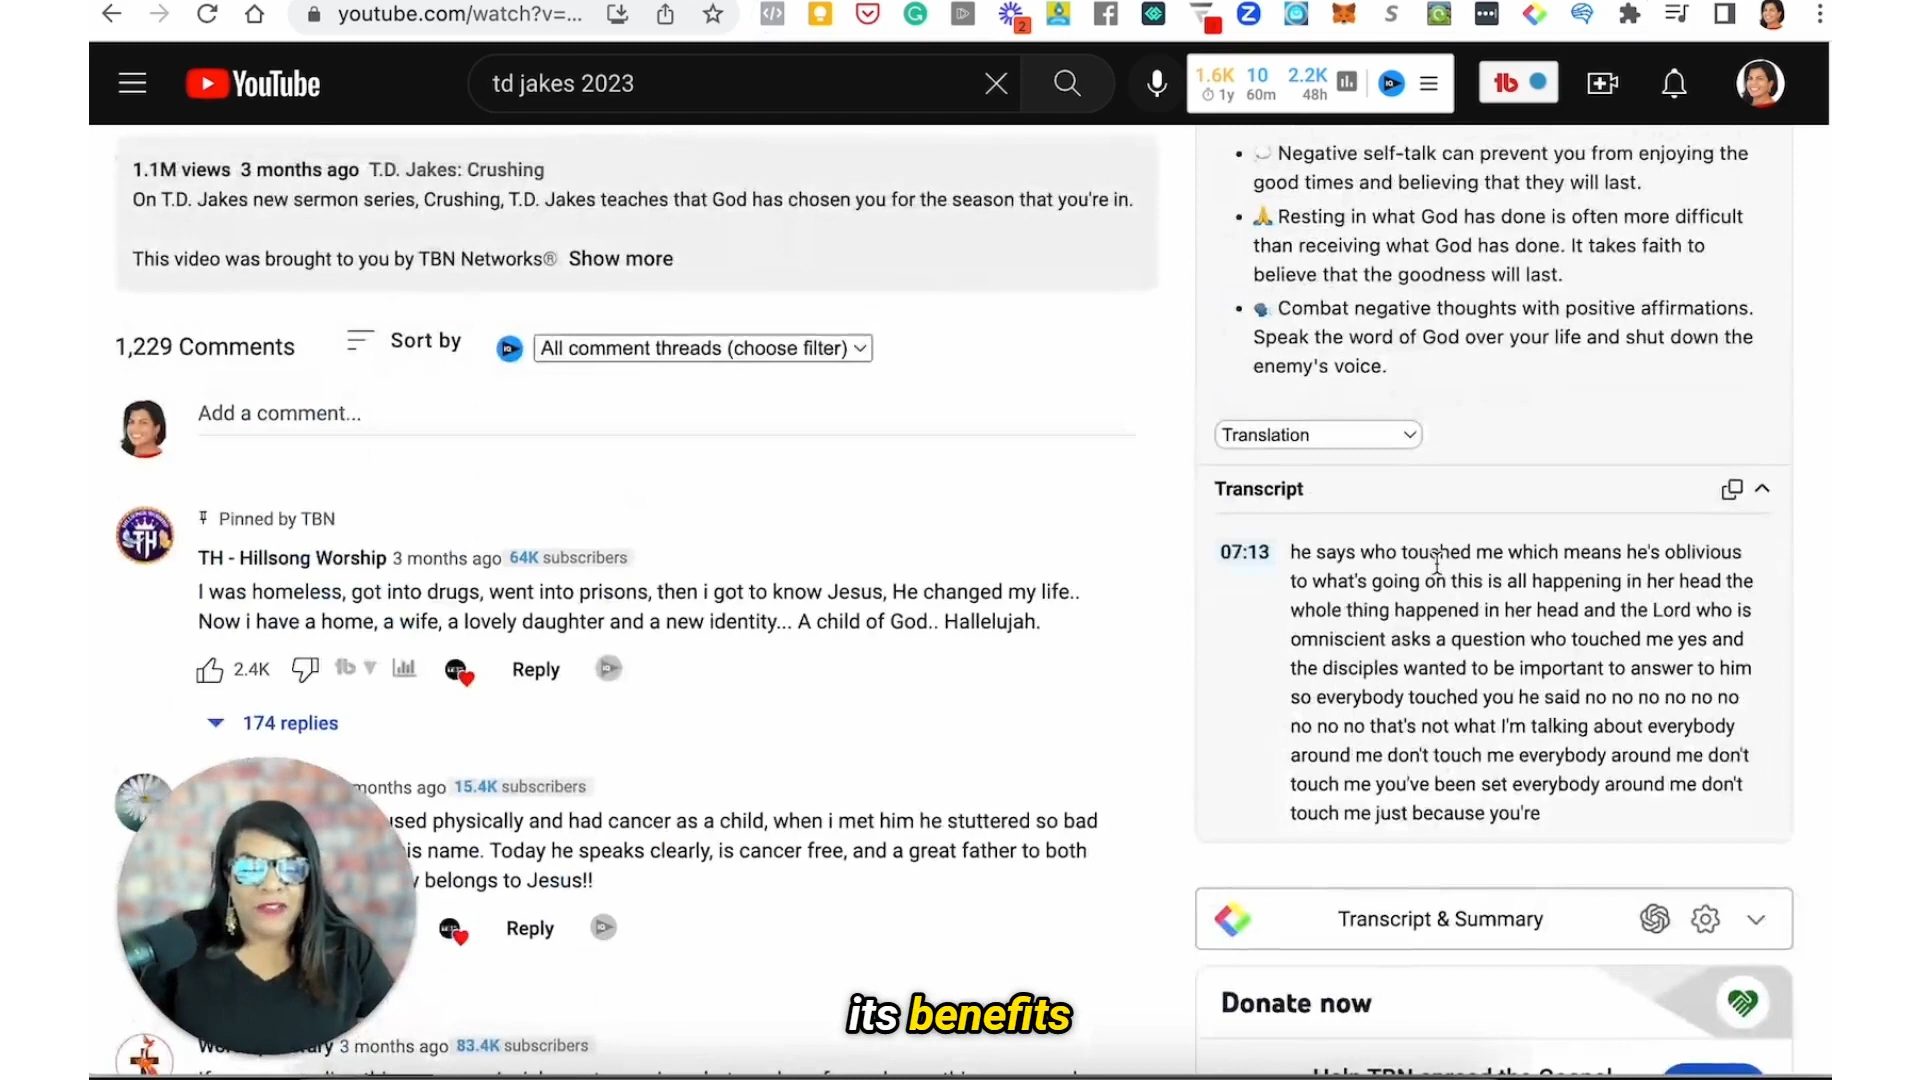 youtube.com/watch?v=...
2
YouTube
td jakes 2023
1.6K 10 2.2K
1y 60m 48h
1.1M views 3 months ago T.D. Jakes: Crushing
On T.D. Jakes new sermon series, Crushing, T.D. Jakes teaches that God has chosen you for the season that you're in.
This video was brought to you by TBN Networks® Show more
1,229 Comments
Sort by
All comment threads (choose filter)
Add a comment...
Pinned by TBN
TH - Hillsong Worship 3 months ago 64K subscribers
I was homeless, got into drugs, went into prisons, then i got to know Jesus, He changed my life..
Now i have a home, a wife, a lovely daughter and a new identity... A child of God.. Hallelujah.
2.4K
Reply
174 replies
months ago 15.4K subscribers
used physically and had cancer as a child, when i met him he stuttered so bad
is name. Today he speaks clearly, is cancer free, and a great father to both
y belongs to Jesus!!
Reply
3 months ago 83.4K subscribers
• Negative self-talk can prevent you from enjoying the
good times and believing that they will last.
• Resting in what God has done is often more difficult
than receiving what God has done. It takes faith to
believe that the goodness will last.
• Combat negative thoughts with positive affirmations.
Speak the word of God over your life and shut down the
enemy's voice.
Translation
Transcript
07:13 he says who touched me which means he's oblivious
to what's going on this is all happening in her head the
whole thing happened in her head and the Lord who is
omniscient asks a question who touched me yes and
the disciples wanted to be important to answer to him
so everybody touched you he said no no no no no no
no no no that's not what I'm talking about everybody
around me don't touch me everybody around me don't
touch me you've been set everybody around me don't
touch me just because you're
Transcript & Summary
Donate now
Help TBN spread the Gospel
its benefits